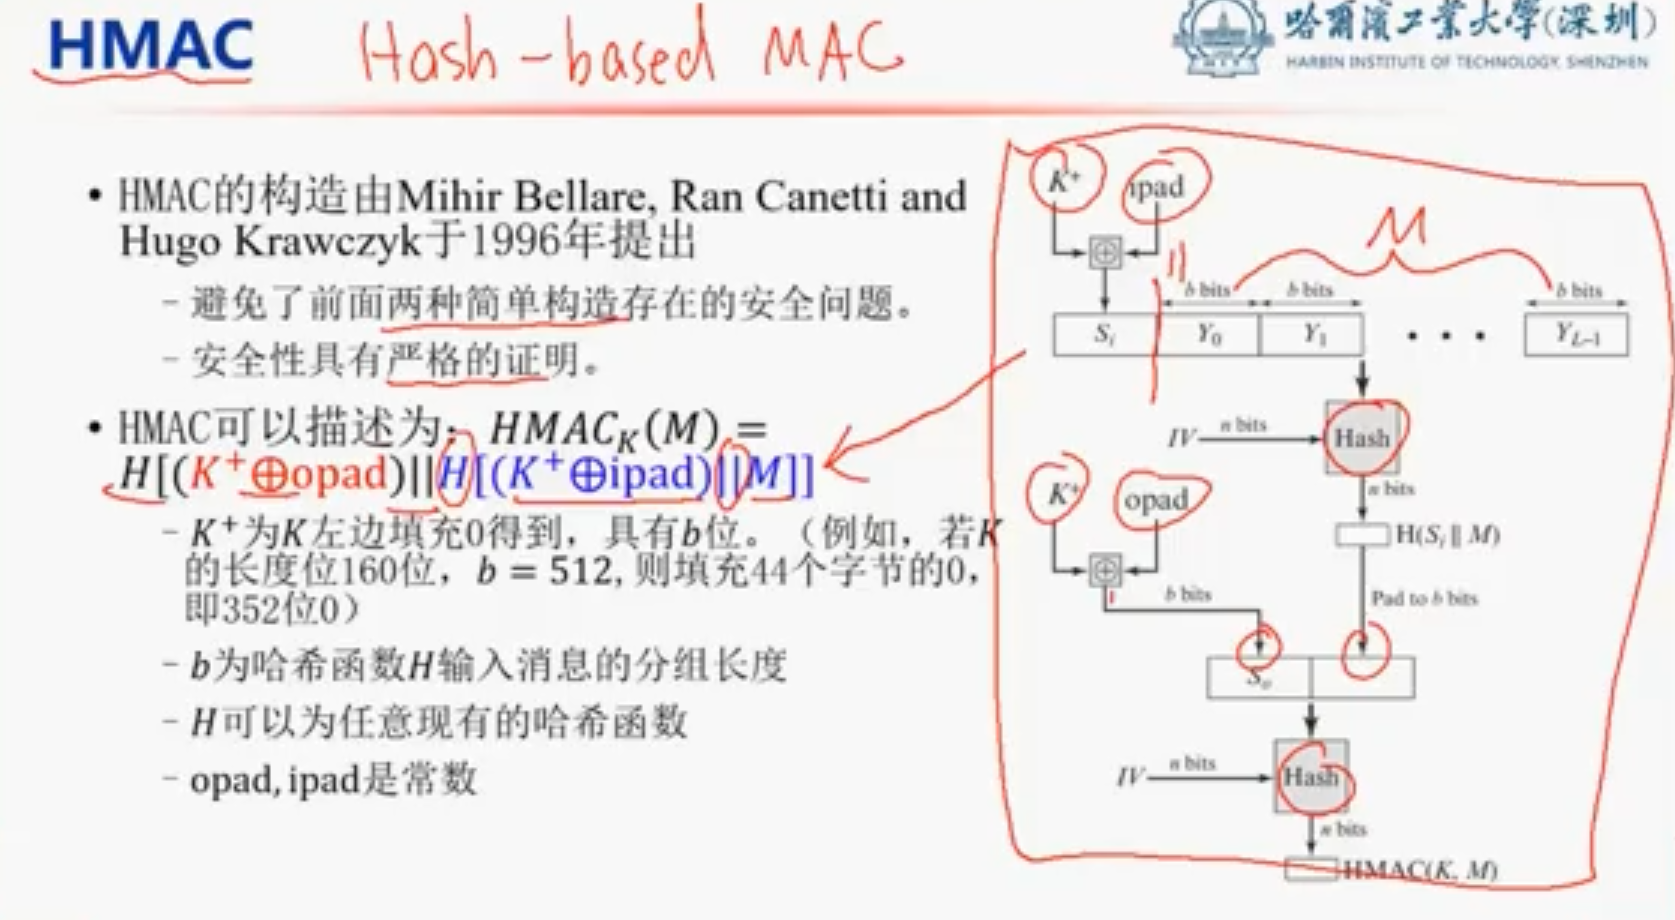 HMAC
Hash-based MAC
哈爾濱工業大學(深圳)
HARBIN INSTITUTE OF TECHNOLOGY, SHENZHEN
• HMAC的构造由Mihir Bellare, Ran Canetti and
Hugo Krawczyk于1996年提出
- 避免了前面两种简单构造存在的安全问题。
- 安全性具有严格的证明。
• HMAC可以描述为: HMAC_K(M) =
H[(K⁺⊕opad)||H[(K⁺⊕ipad)||M]]
- K⁺为K左边填充0得到，具有b位。（例如，若K
的长度位160位，b = 512, 则填充44个字节的0，
即352位0）
- b为哈希函数H输入消息的分组长度
- H可以为任意现有的哈希函数
- opad, ipad是常数
K⁺ ipad
M
⊕
||
b bits b bits b bits
S_i Y_0 Y_1 • • • Y_{L-1}
IV n bits Hash
n bits
K⁺ opad
H(S_i || M)
⊕
b bits Pad to b bits
S_o
IV n bits Hash
n bits
HMAC(K, M)